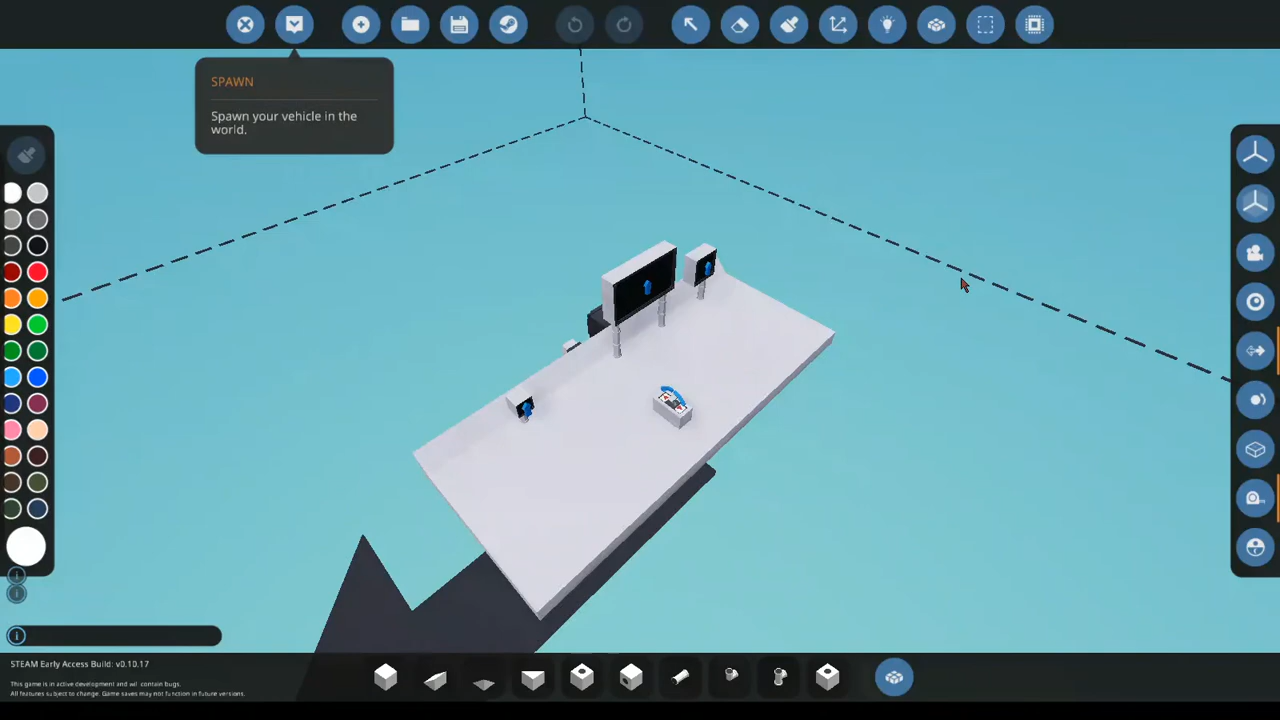 SPAWN
Spawn your vehicle in the
world.
STEAM Early Access Build: v0.10.17
This game is in active development and will contain bugs.
All features subject to change. Game saves may not function in future versions.